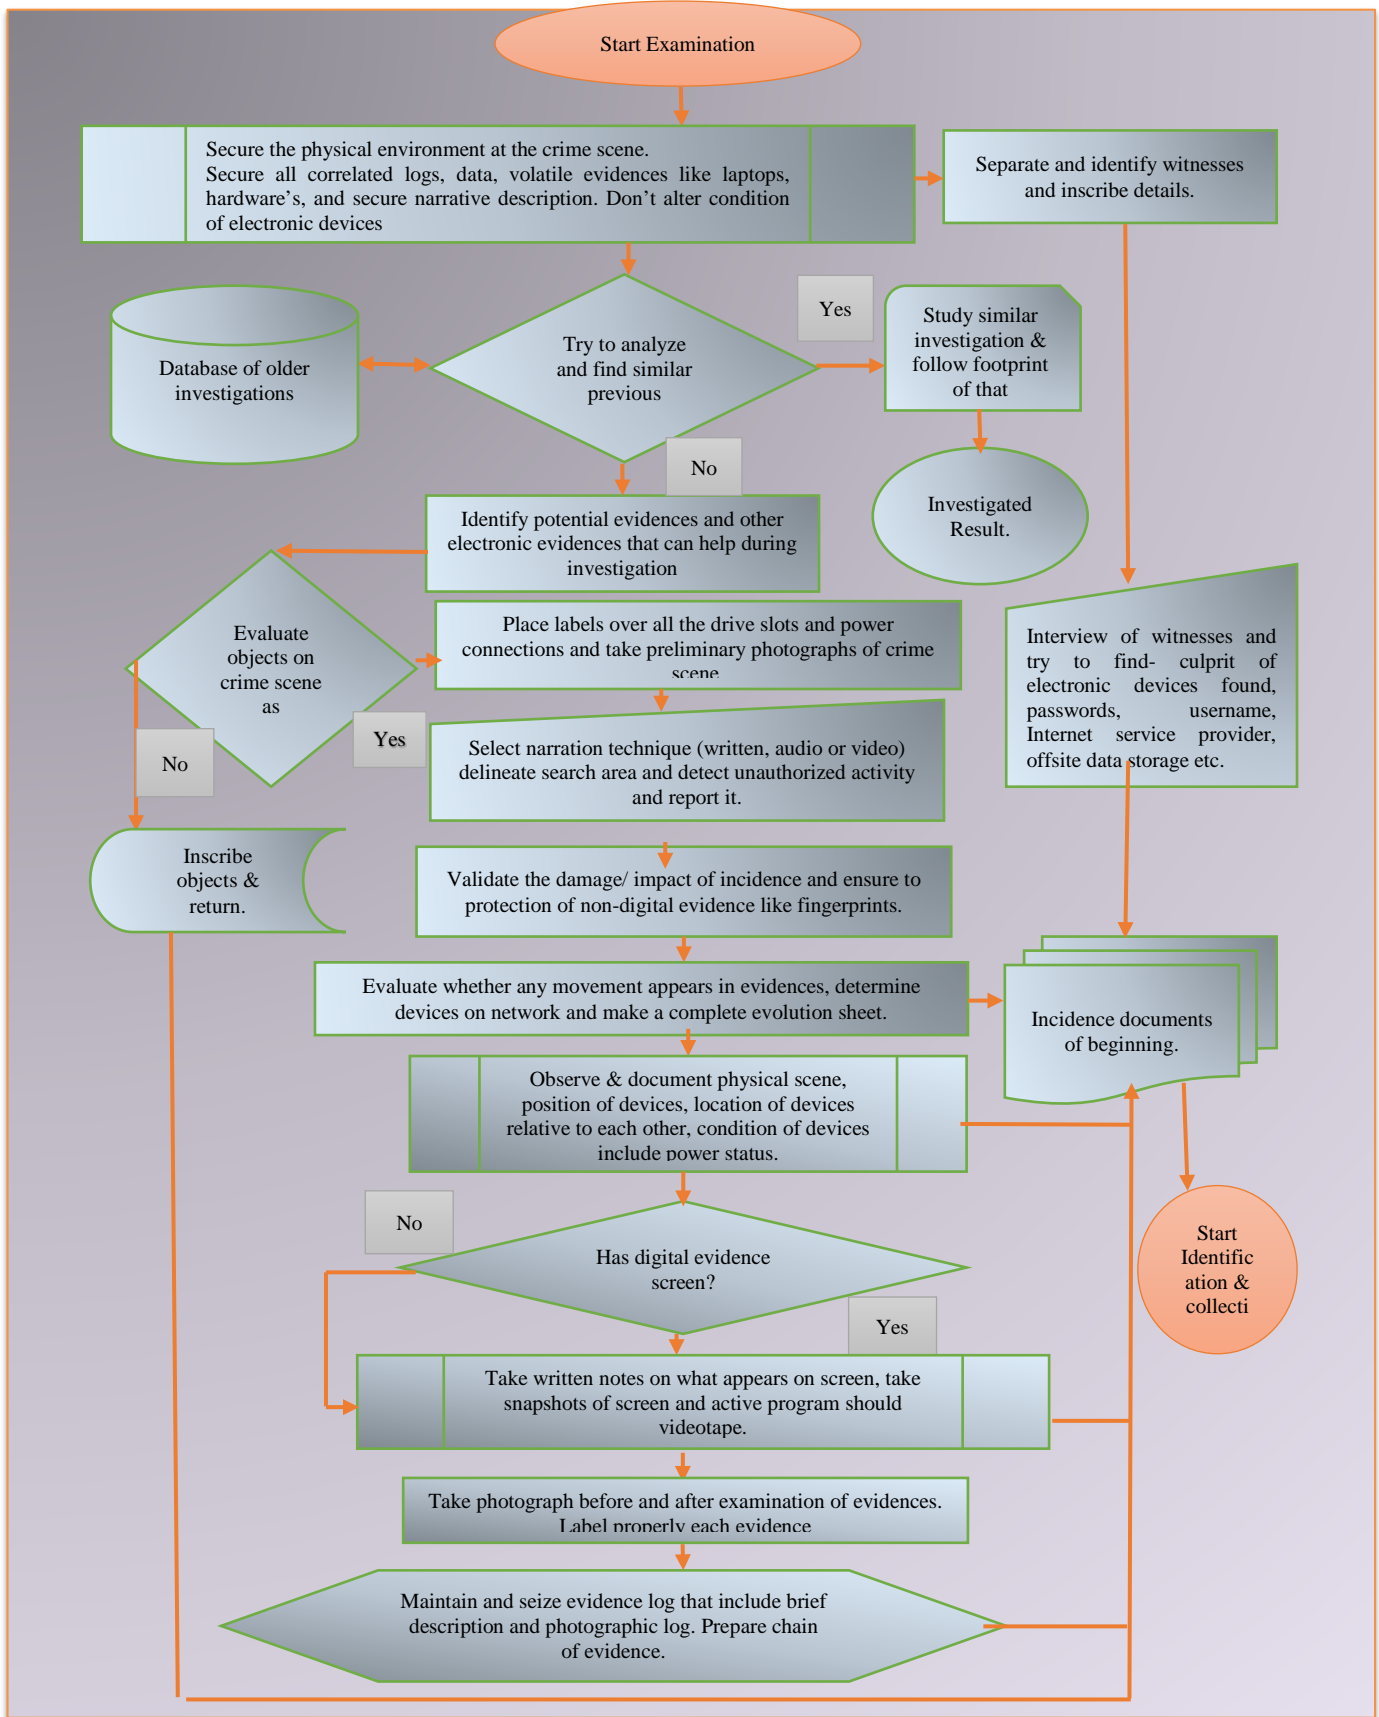 Start Examination
Secure the physical environment at the crime scene.
Secure all correlated logs, data, volatile evidences like laptops,
hardware's, and secure narrative description. Don't alter condition
of electronic devices
Separate and identify witnesses
and inscribe details.
Database of older
investigations
Try to analyze
and find similar
previous
Yes
Study similar
investigation &
follow footprint
of that
No
Investigated
Result.
Identify potential evidences and other
electronic evidences that can help during
investigation
Evaluate
objects on
crime scene
as
Place labels over all the drive slots and power
connections and take preliminary photographs of crime
scene
Interview of witnesses and
try to find- culprit of
electronic devices found,
passwords, username,
Internet service provider,
offsite data storage etc.
Yes
No
Select narration technique (written, audio or video)
delineate search area and detect unauthorized activity
and report it.
Inscribe
objects &
return.
Validate the damage/ impact of incidence and ensure to
protection of non-digital evidence like fingerprints.
Evaluate whether any movement appears in evidences, determine
devices on network and make a complete evolution sheet.
Incidence documents
of beginning.
Observe & document physical scene,
position of devices, location of devices
relative to each other, condition of devices
include power status.
No
Has digital evidence
screen?
Start
Identific
ation &
collecti
Yes
Take written notes on what appears on screen, take
snapshots of screen and active program should
videotape.
Take photograph before and after examination of evidences.
Label properly each evidence
Maintain and seize evidence log that include brief
description and photographic log. Prepare chain
of evidence.